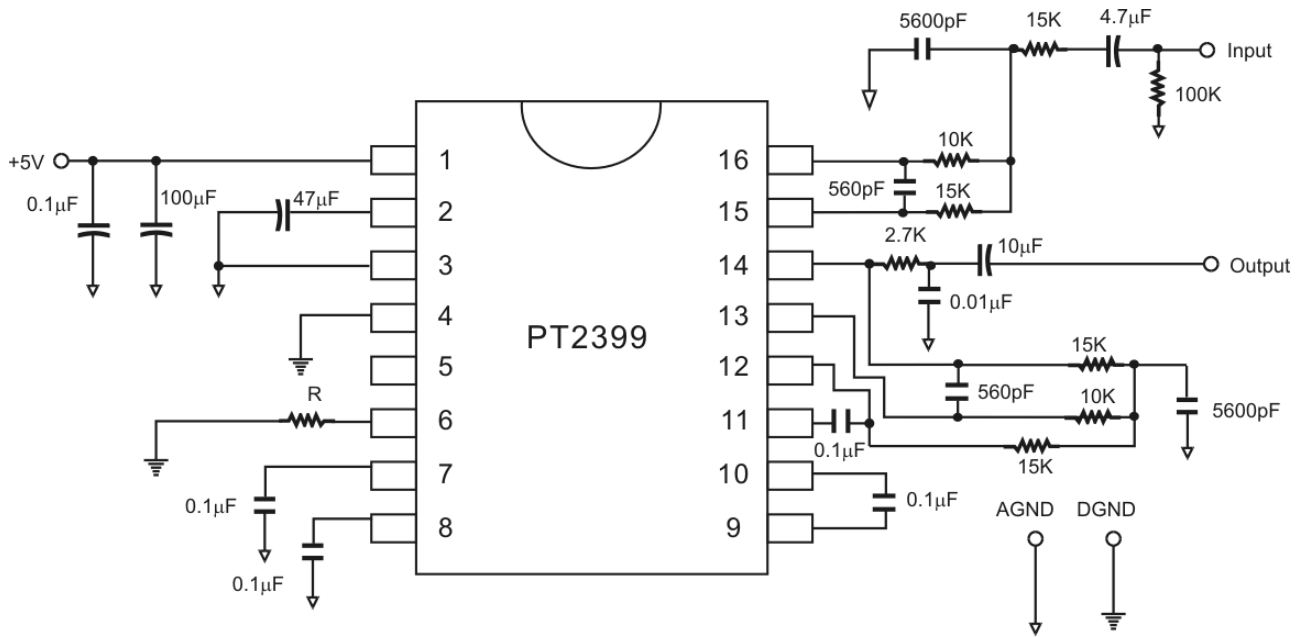 5600pF
15K
4.7μF
Input
100K
+5V
0.1μF
100μF
47μF
1
2
3
4
5
6
7
8
R
0.1μF
0.1μF
PT2399
16
15
14
13
12
11
10
9
10K
560pF
15K
2.7K
10μF
Output
0.01μF
15K
560pF
10K
5600pF
0.1μF
15K
0.1μF
AGND
DGND